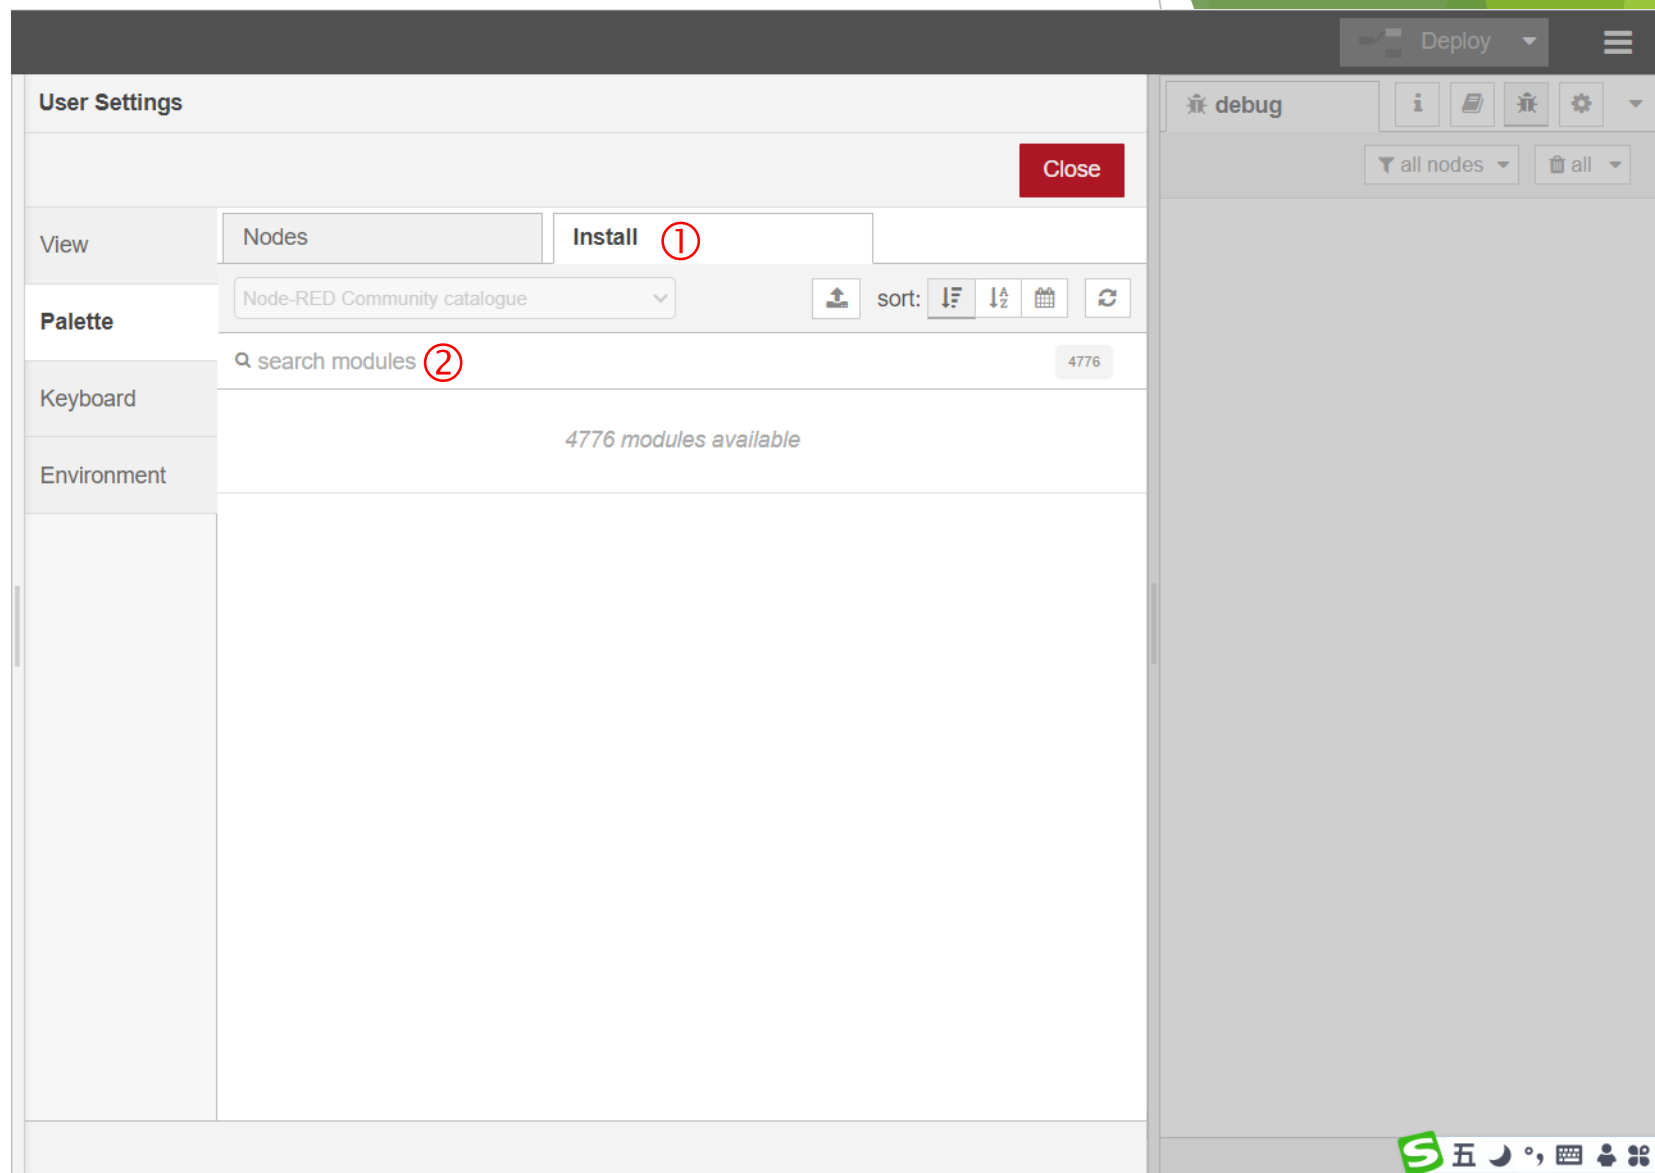 Deploy
User Settings
debug
all nodes
all
Close
View
Nodes
Install ①
Node-RED Community catalogue
sort:
Palette
search modules ②
4776
Keyboard
4776 modules available
Environment
S 五